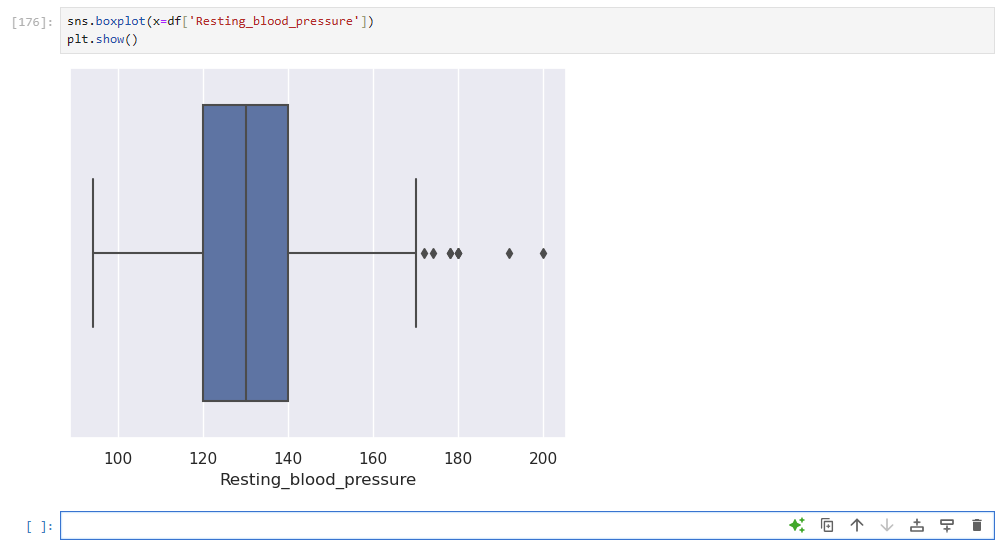 [176]: sns.boxplot(x=df['Resting_blood_pressure'])
plt.show()
100 120 140 160 180 200
Resting_blood_pressure
[ ]: